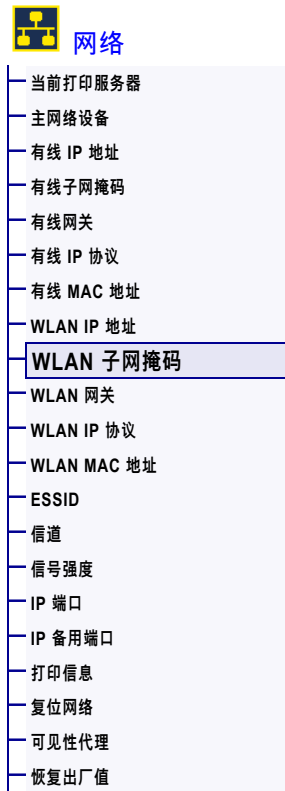 网络
当前打印服务器
主网络设备
有线 IP 地址
有线子网掩码
有线网关
有线 IP 协议
有线 MAC 地址
WLAN IP 地址
WLAN 子网掩码
WLAN 网关
WLAN IP 协议
WLAN MAC 地址
ESSID
信道
信号强度
IP 端口
IP 备用端口
打印信息
复位网络
可见性代理
恢复出厂值